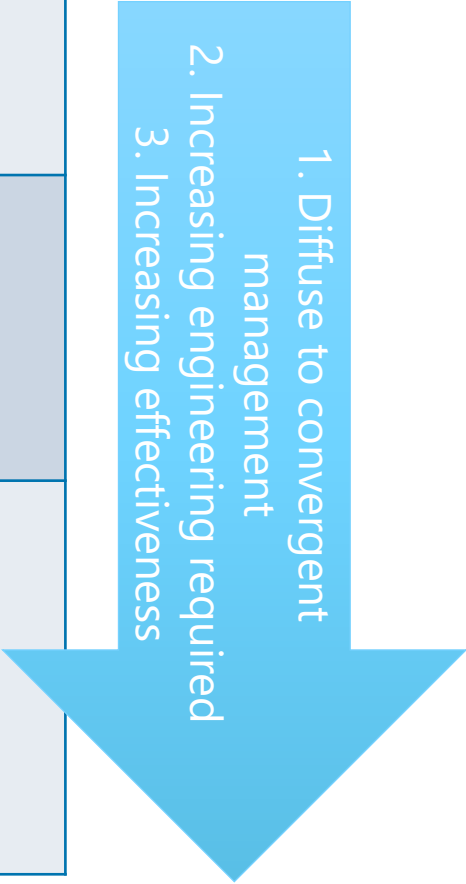 1. Diffuse to convergent
management
2. Increasing engineering required
3. Increasing effectiveness